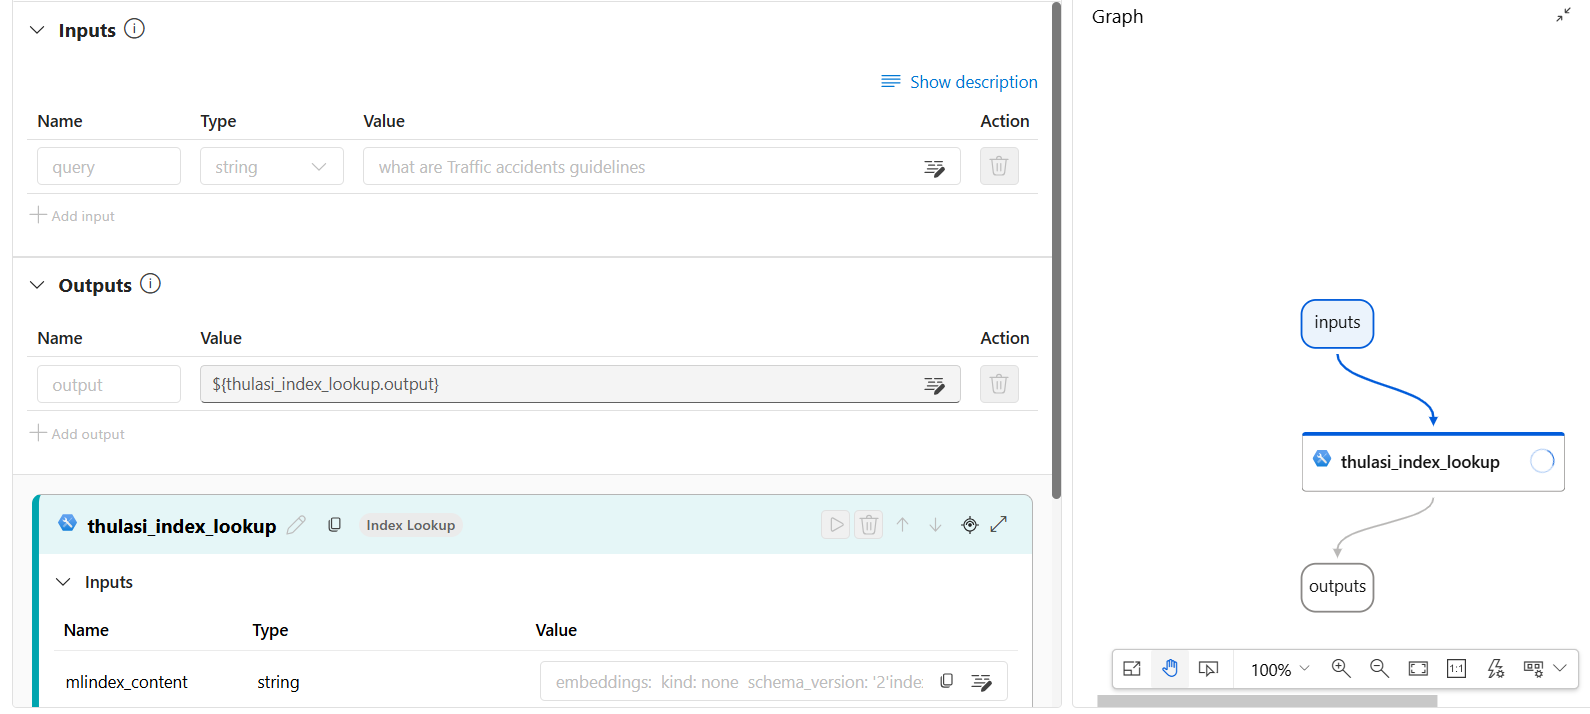 Inputs
Show description
Name Type Value Action
query string what are Traffic accidents guidelines
Add input
Outputs
Name Value Action
output ${thulasi_index_lookup.output}
Add output
thulasi_index_lookup Index Lookup
Inputs
Name Type Value
mlindex_content string embeddings: kind: none schema_version: '2'inde
Graph
inputs
thulasi_index_lookup
outputs
100% 1:1